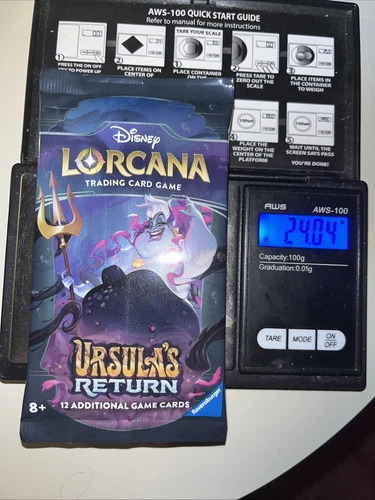 AWS-100 QUICK START GUIDE
Refer to manual for more instructions
TARE YOUR SCALE
PRESS THE ON OFF
KEY TO POWER UP
PLACE ITEMS ON
CENTER OF
PLACE CONTAINER
ON THE
PRESS TARE TO
ZERO OUT THE
SCALE
PLACE ITEMS IN
THE CONTAINER
TO WEIGH
PLACE THE
WEIGHT ON THE
CENTER OF THE
PLATFORM
WAIT UNTIL THE
SCREEN SAYS PASS
YOU'RE DONE!
Disney
LORCANA
TRADING CARD GAME
URSULA'S
RETURN
8+
12 ADDITIONAL GAME CARDS
Ravensburger
AWS
AWS-100
24.04
Capacity:100g
Graduation:0.01g
TARE
MODE
ON
/OFF